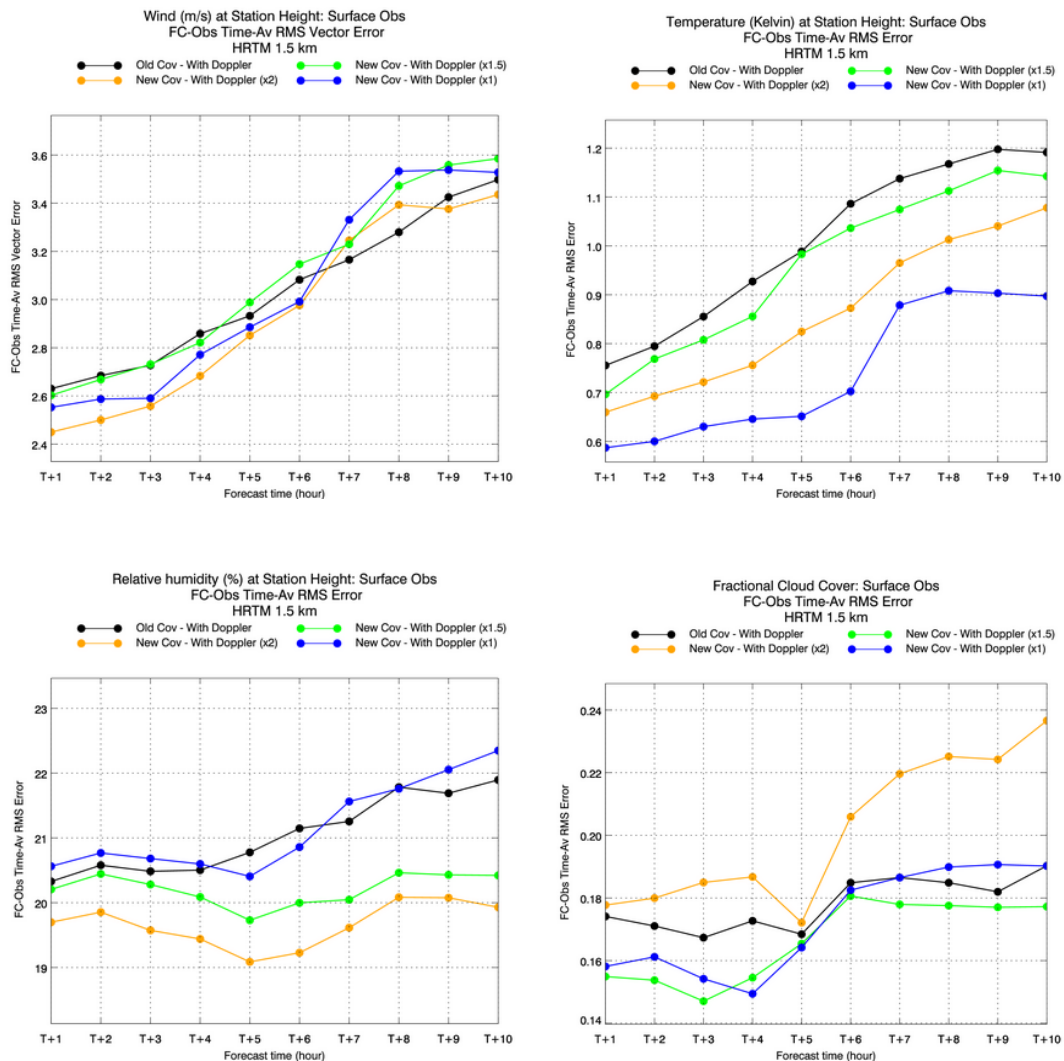 Wind (m/s) at Station Height: Surface Obs
FC-Obs Time-Av RMS Vector Error
HRTM 1.5 km
Old Cov - With Doppler
New Cov - With Doppler (x1.5)
New Cov - With Doppler (x2)
New Cov - With Doppler (x1)
FC-Obs Time-Av RMS Vector Error
3.6
3.4
3.2
3.0
2.8
2.6
2.4
T+1 T+2 T+3 T+4 T+5 T+6 T+7 T+8 T+9 T+10
Forecast time (hour)
Temperature (Kelvin) at Station Height: Surface Obs
FC-Obs Time-Av RMS Error
HRTM 1.5 km
Old Cov - With Doppler
New Cov - With Doppler (x1.5)
New Cov - With Doppler (x2)
New Cov - With Doppler (x1)
FC-Obs Time-Av RMS Error
1.2
1.1
1.0
0.9
0.8
0.7
0.6
T+1 T+2 T+3 T+4 T+5 T+6 T+7 T+8 T+9 T+10
Forecast time (hour)
Relative humidity (%) at Station Height: Surface Obs
FC-Obs Time-Av RMS Error
HRTM 1.5 km
Old Cov - With Doppler
New Cov - With Doppler (x1.5)
New Cov - With Doppler (x2)
New Cov - With Doppler (x1)
FC-Obs Time-Av RMS Error
23
22
21
20
19
T+1 T+2 T+3 T+4 T+5 T+6 T+7 T+8 T+9 T+10
Forecast time (hour)
Fractional Cloud Cover: Surface Obs
FC-Obs Time-Av RMS Error
HRTM 1.5 km
Old Cov - With Doppler
New Cov - With Doppler (x1.5)
New Cov - With Doppler (x2)
New Cov - With Doppler (x1)
FC-Obs Time-Av RMS Error
0.24
0.22
0.20
0.18
0.16
0.14
T+1 T+2 T+3 T+4 T+5 T+6 T+7 T+8 T+9 T+10
Forecast time (hour)